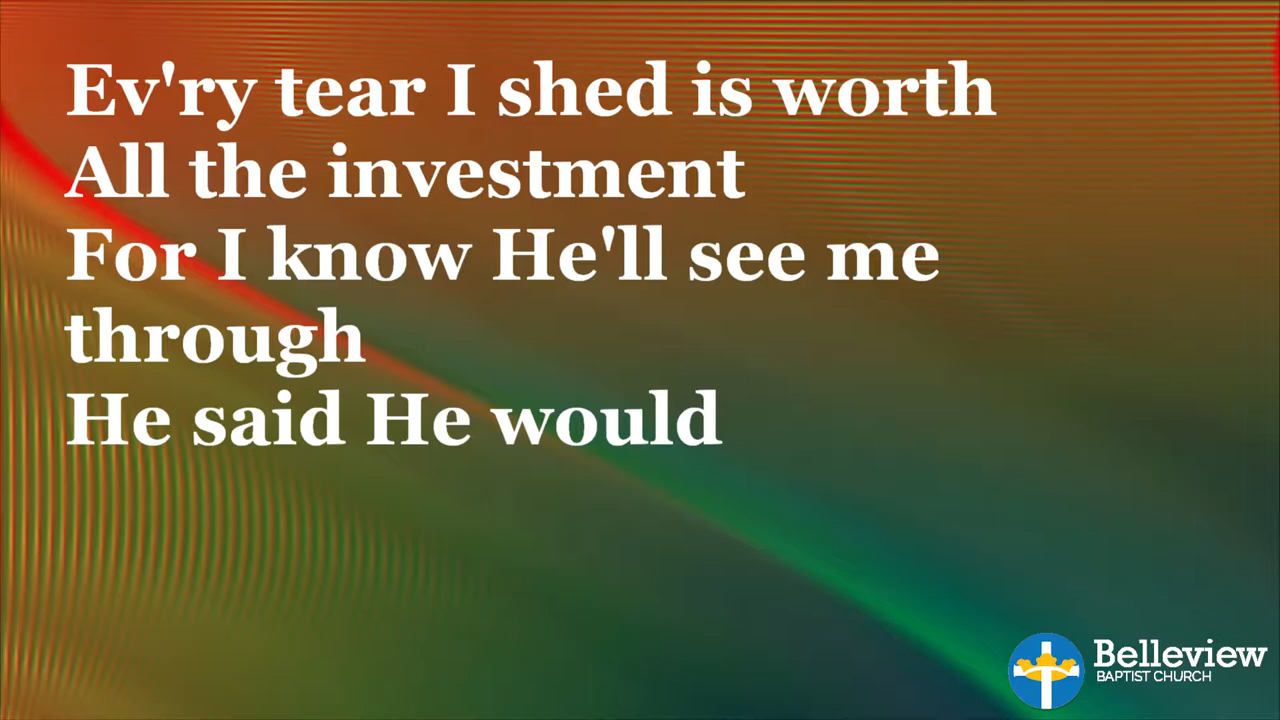 Ev'ry tear I shed is worth
All the investment
For I know He'll see me
through
He said He would
Belleview
BAPTIST CHURCH